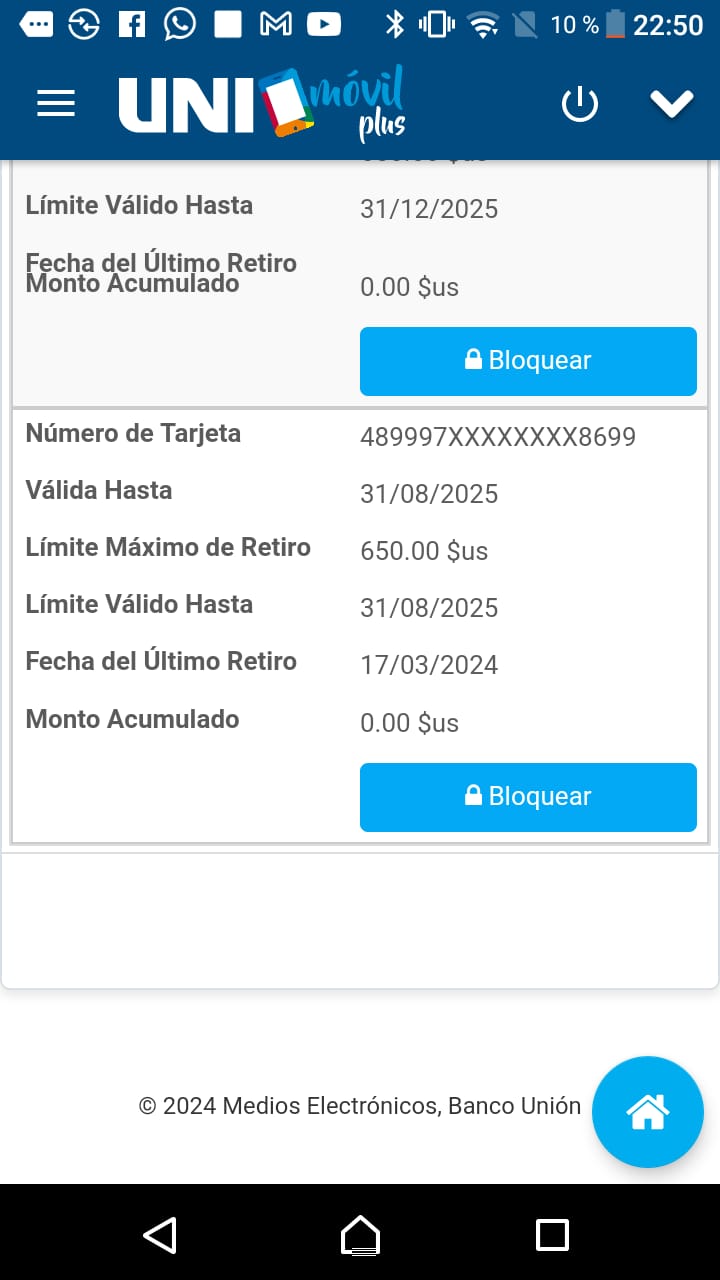 10 % 22:50
UNI móvil plus
Límite Válido Hasta 31/12/2025
Fecha del Último Retiro
Monto Acumulado 0.00 $us
Bloquear
Número de Tarjeta 489997XXXXXXXX8699
Válida Hasta 31/08/2025
Límite Máximo de Retiro 650.00 $us
Límite Válido Hasta 31/08/2025
Fecha del Último Retiro 17/03/2024
Monto Acumulado 0.00 $us
Bloquear
© 2024 Medios Electrónicos, Banco Unión